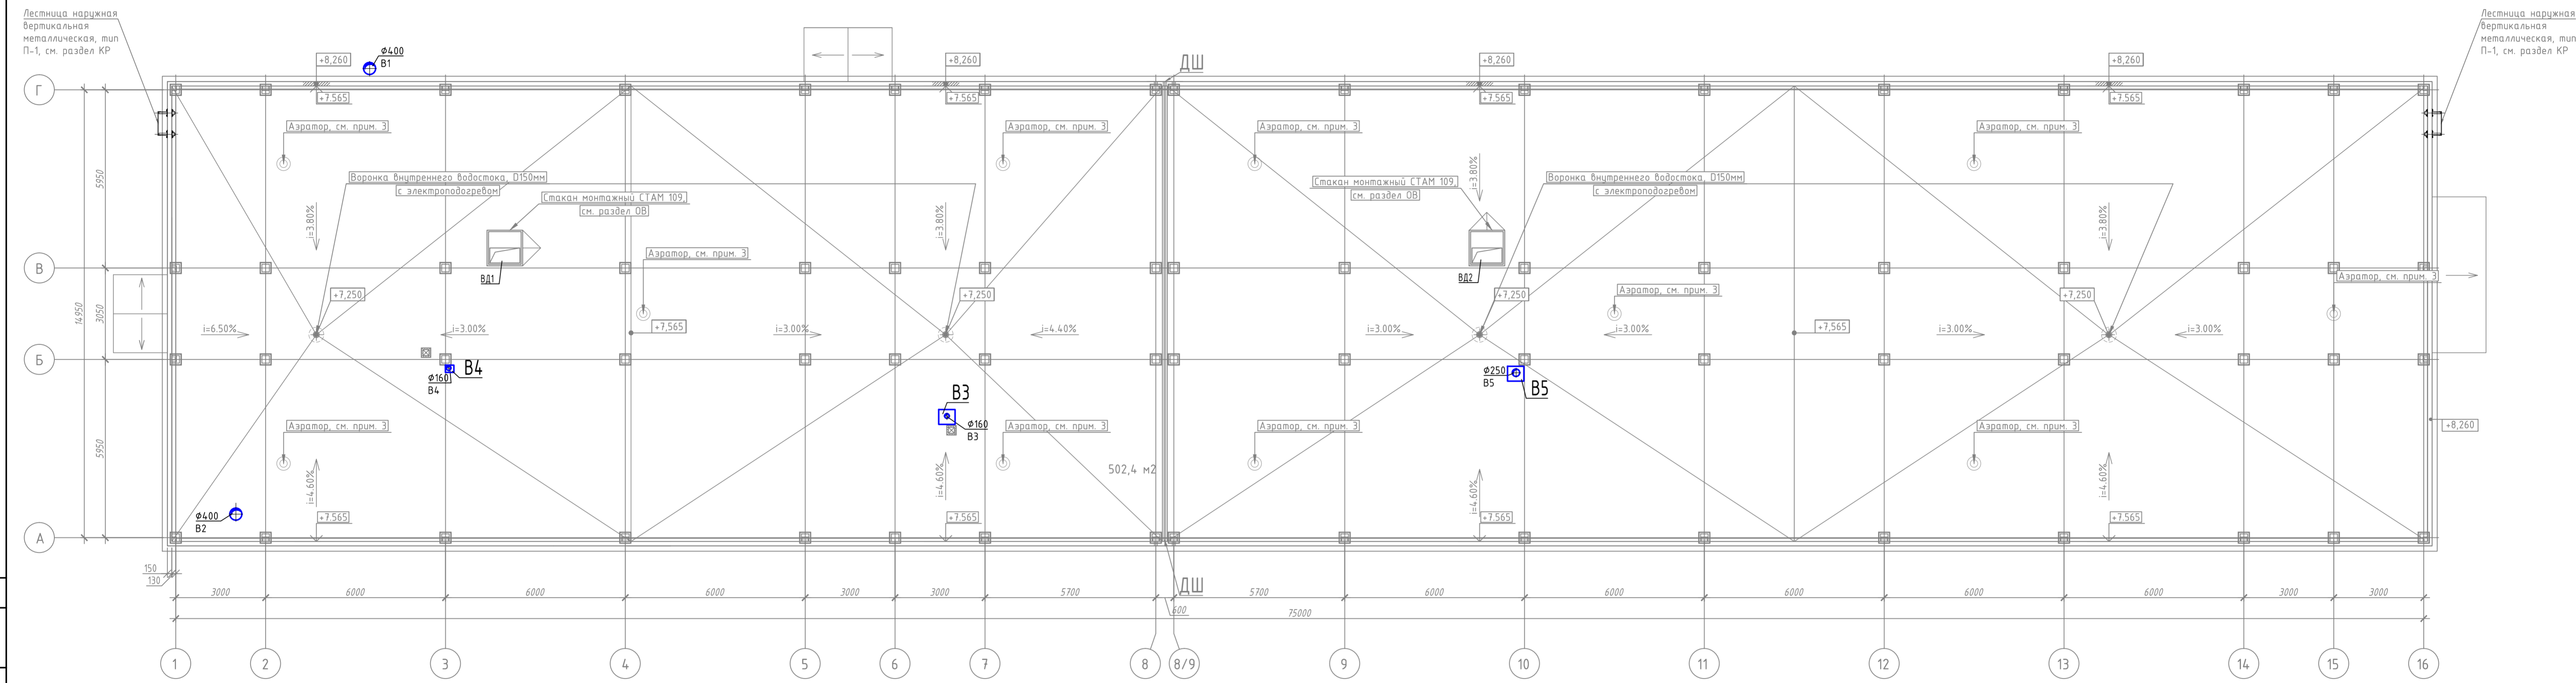 Лестница наружная
вертикальная
металлическая, тип
П-1, см. раздел КР
Лестница наружная
вертикальная
металлическая, тип
П-1, см. раздел КР
+8,260
ϕ400
В1
+8,260
ДШ
+8,260
+8,260
Г
+7.565
+7.565
+7.565
+7.565
Аэратор, см. прим. 3
Аэратор, см. прим. 3
Аэратор, см. прим. 3
Аэратор, см. прим. 3
5950
Воронка внутреннего водостока, D150мм
с электроподогревом
Стакан монтажный СТАМ 109,
см. раздел ОВ
i=3.80%
Стакан монтажный СТАМ 109,
см. раздел ОВ
Воронка внутреннего водостока, D150мм
с электроподогревом
i=3.80%
i=3.80%
i=3.80%
Аэратор, см. прим. 3
В
ВД1
ВД2
Аэратор, см. прим. 3
Аэратор, см. прим. 3
+7,250
+7,250
+7,250
+7,250
14950
3050
i=6.50%
i=3.00%
+7,565
i=3.00%
i=4.40%
i=3.00%
i=3.00%
+7,565
i=3.00%
i=3.00%
Б
ϕ160
В4
В4
ϕ250
В5
В5
В3
ϕ160
В3
Аэратор, см. прим. 3
Аэратор, см. прим. 3
Аэратор, см. прим. 3
Аэратор, см. прим. 3
+8,260
5950
502,4 м2
i=4.60%
i=4.60%
i=4.60%
i=4.60%
ϕ400
В2
+7.565
+7.565
+7.565
+7.565
А
150
130
ДШ
3000
6000
6000
6000
3000
3000
5700
5700
6000
6000
6000
6000
6000
3000
3000
600
75000
1
2
3
4
5
6
7
8
8/9
9
10
11
12
13
14
15
16